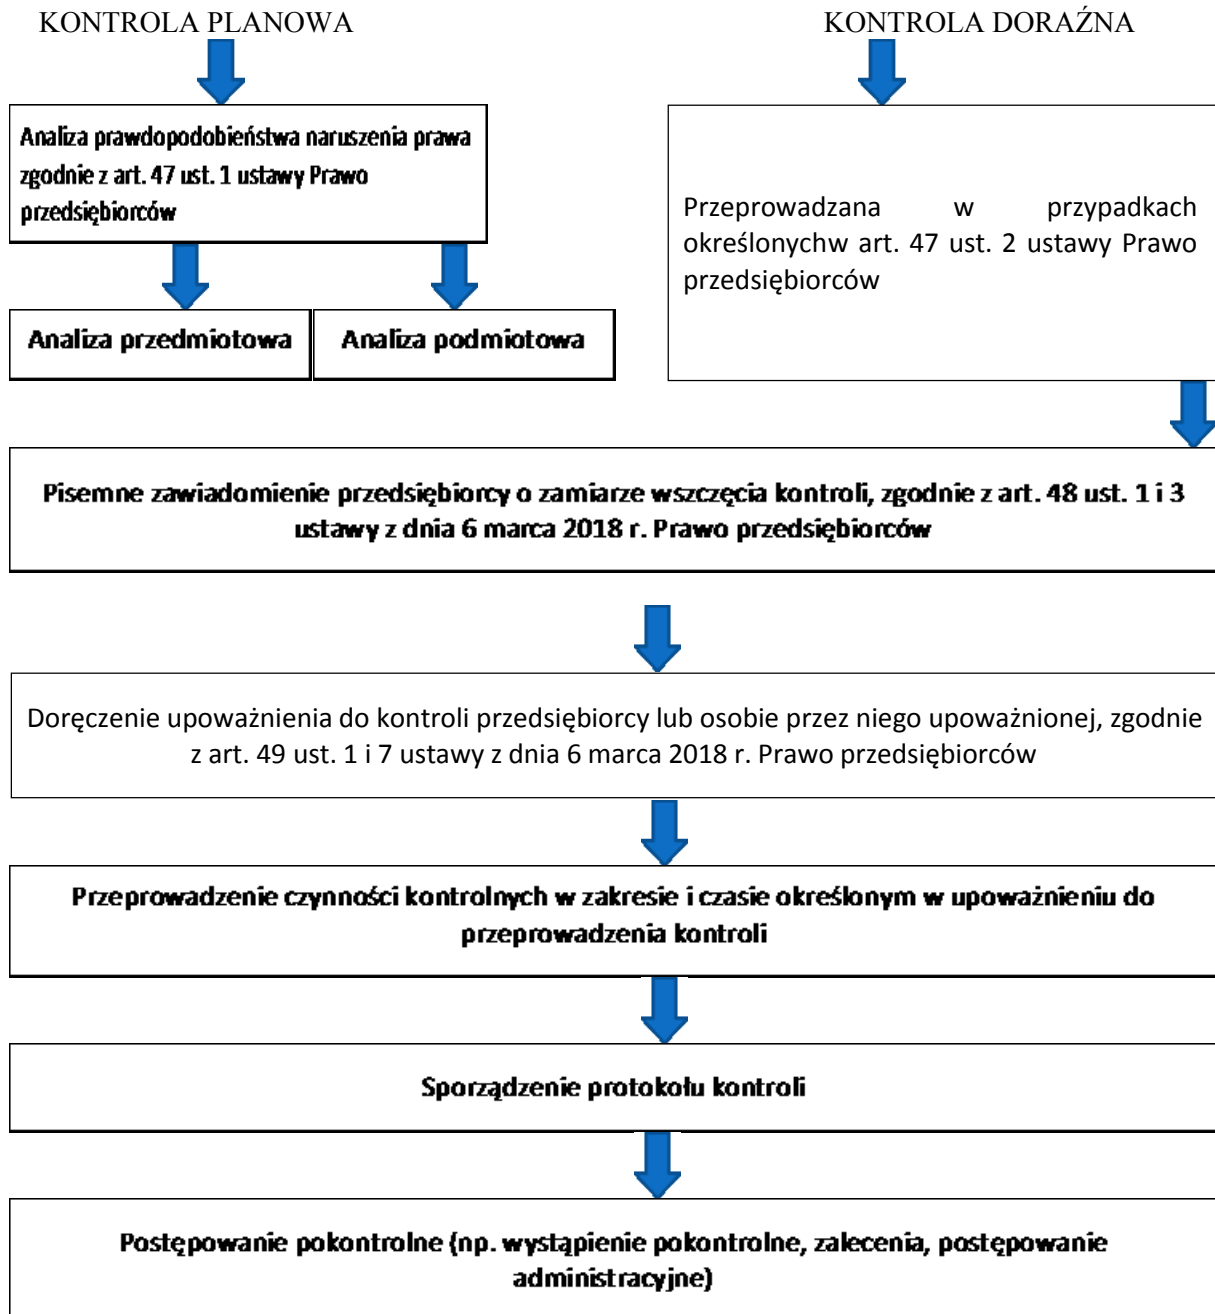 KONTROLA PLANOWA
KONTROLA DORAŹNA
Analiza prawdopodobieństwa naruszenia prawa
zgodnie z art. 47 ust. 1 ustawy Prawo
przedsiębiorców
Przeprowadzana w przypadkach
określonychw art. 47 ust. 2 ustawy Prawo
przedsiębiorców
Analiza przedmiotowa
Analiza podmiotowa
Pisemne zawiadomienie przedsiębiorcy o zamiarze wszczęcia kontroli, zgodnie z art. 48 ust. 1 i 3
ustawy z dnia 6 marca 2018 r. Prawo przedsiębiorców
Doręczenie upoważnienia do kontroli przedsiębiorcy lub osobie przez niego upoważnionej, zgodnie
z art. 49 ust. 1 i 7 ustawy z dnia 6 marca 2018 r. Prawo przedsiębiorców
Przeprowadzenie czynności kontrolnych w zakresie i czasie określonym w upoważnieniu do
przeprowadzenia kontroli
Sporządzenie protokołu kontroli
Postępowanie pokontrolne (np. wystąpienie pokontrolne, zalecenia, postępowanie
administracyjne)